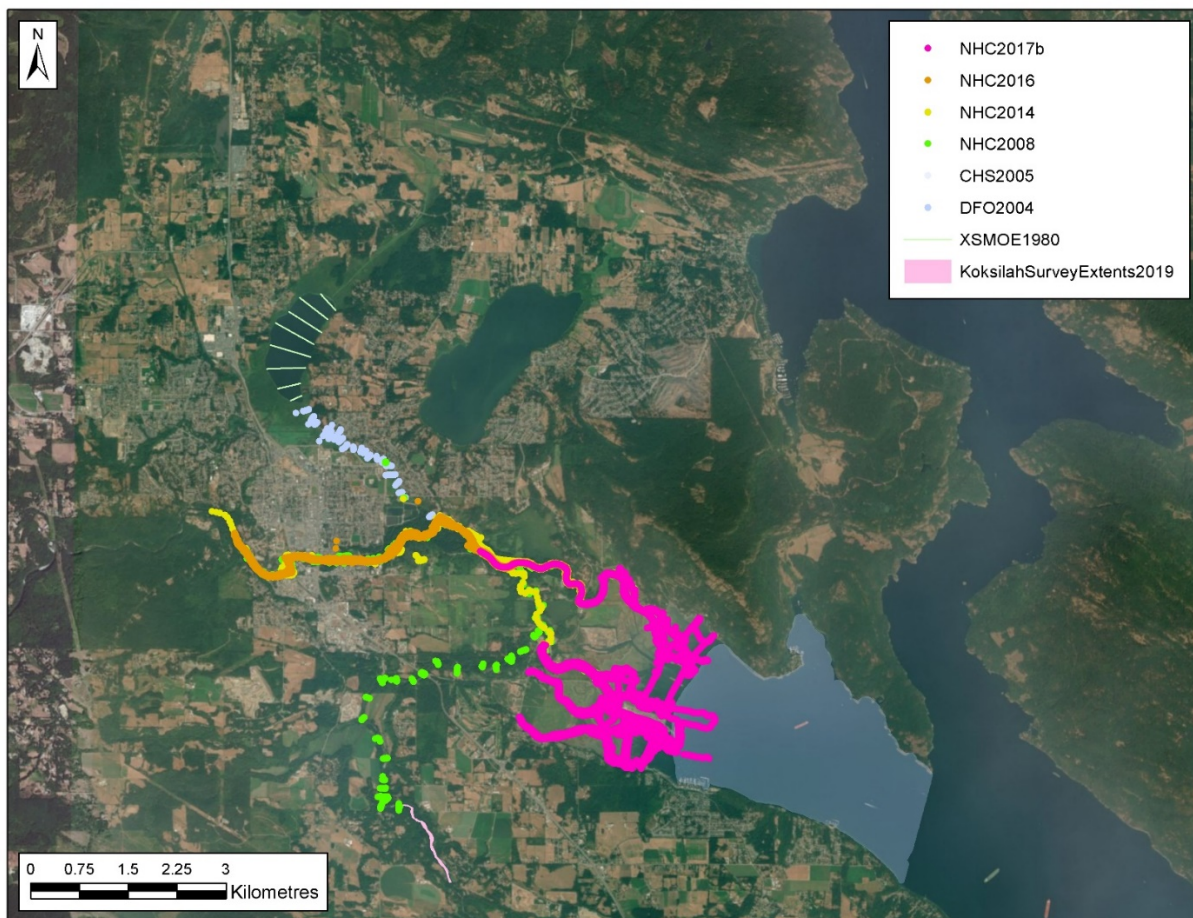 N
NHC2017b
NHC2016
NHC2014
NHC2008
CHS2005
DFO2004
XSMOE1980
KoksilahSurveyExtents2019
0 0.75 1.5 2.25 3
Kilometres